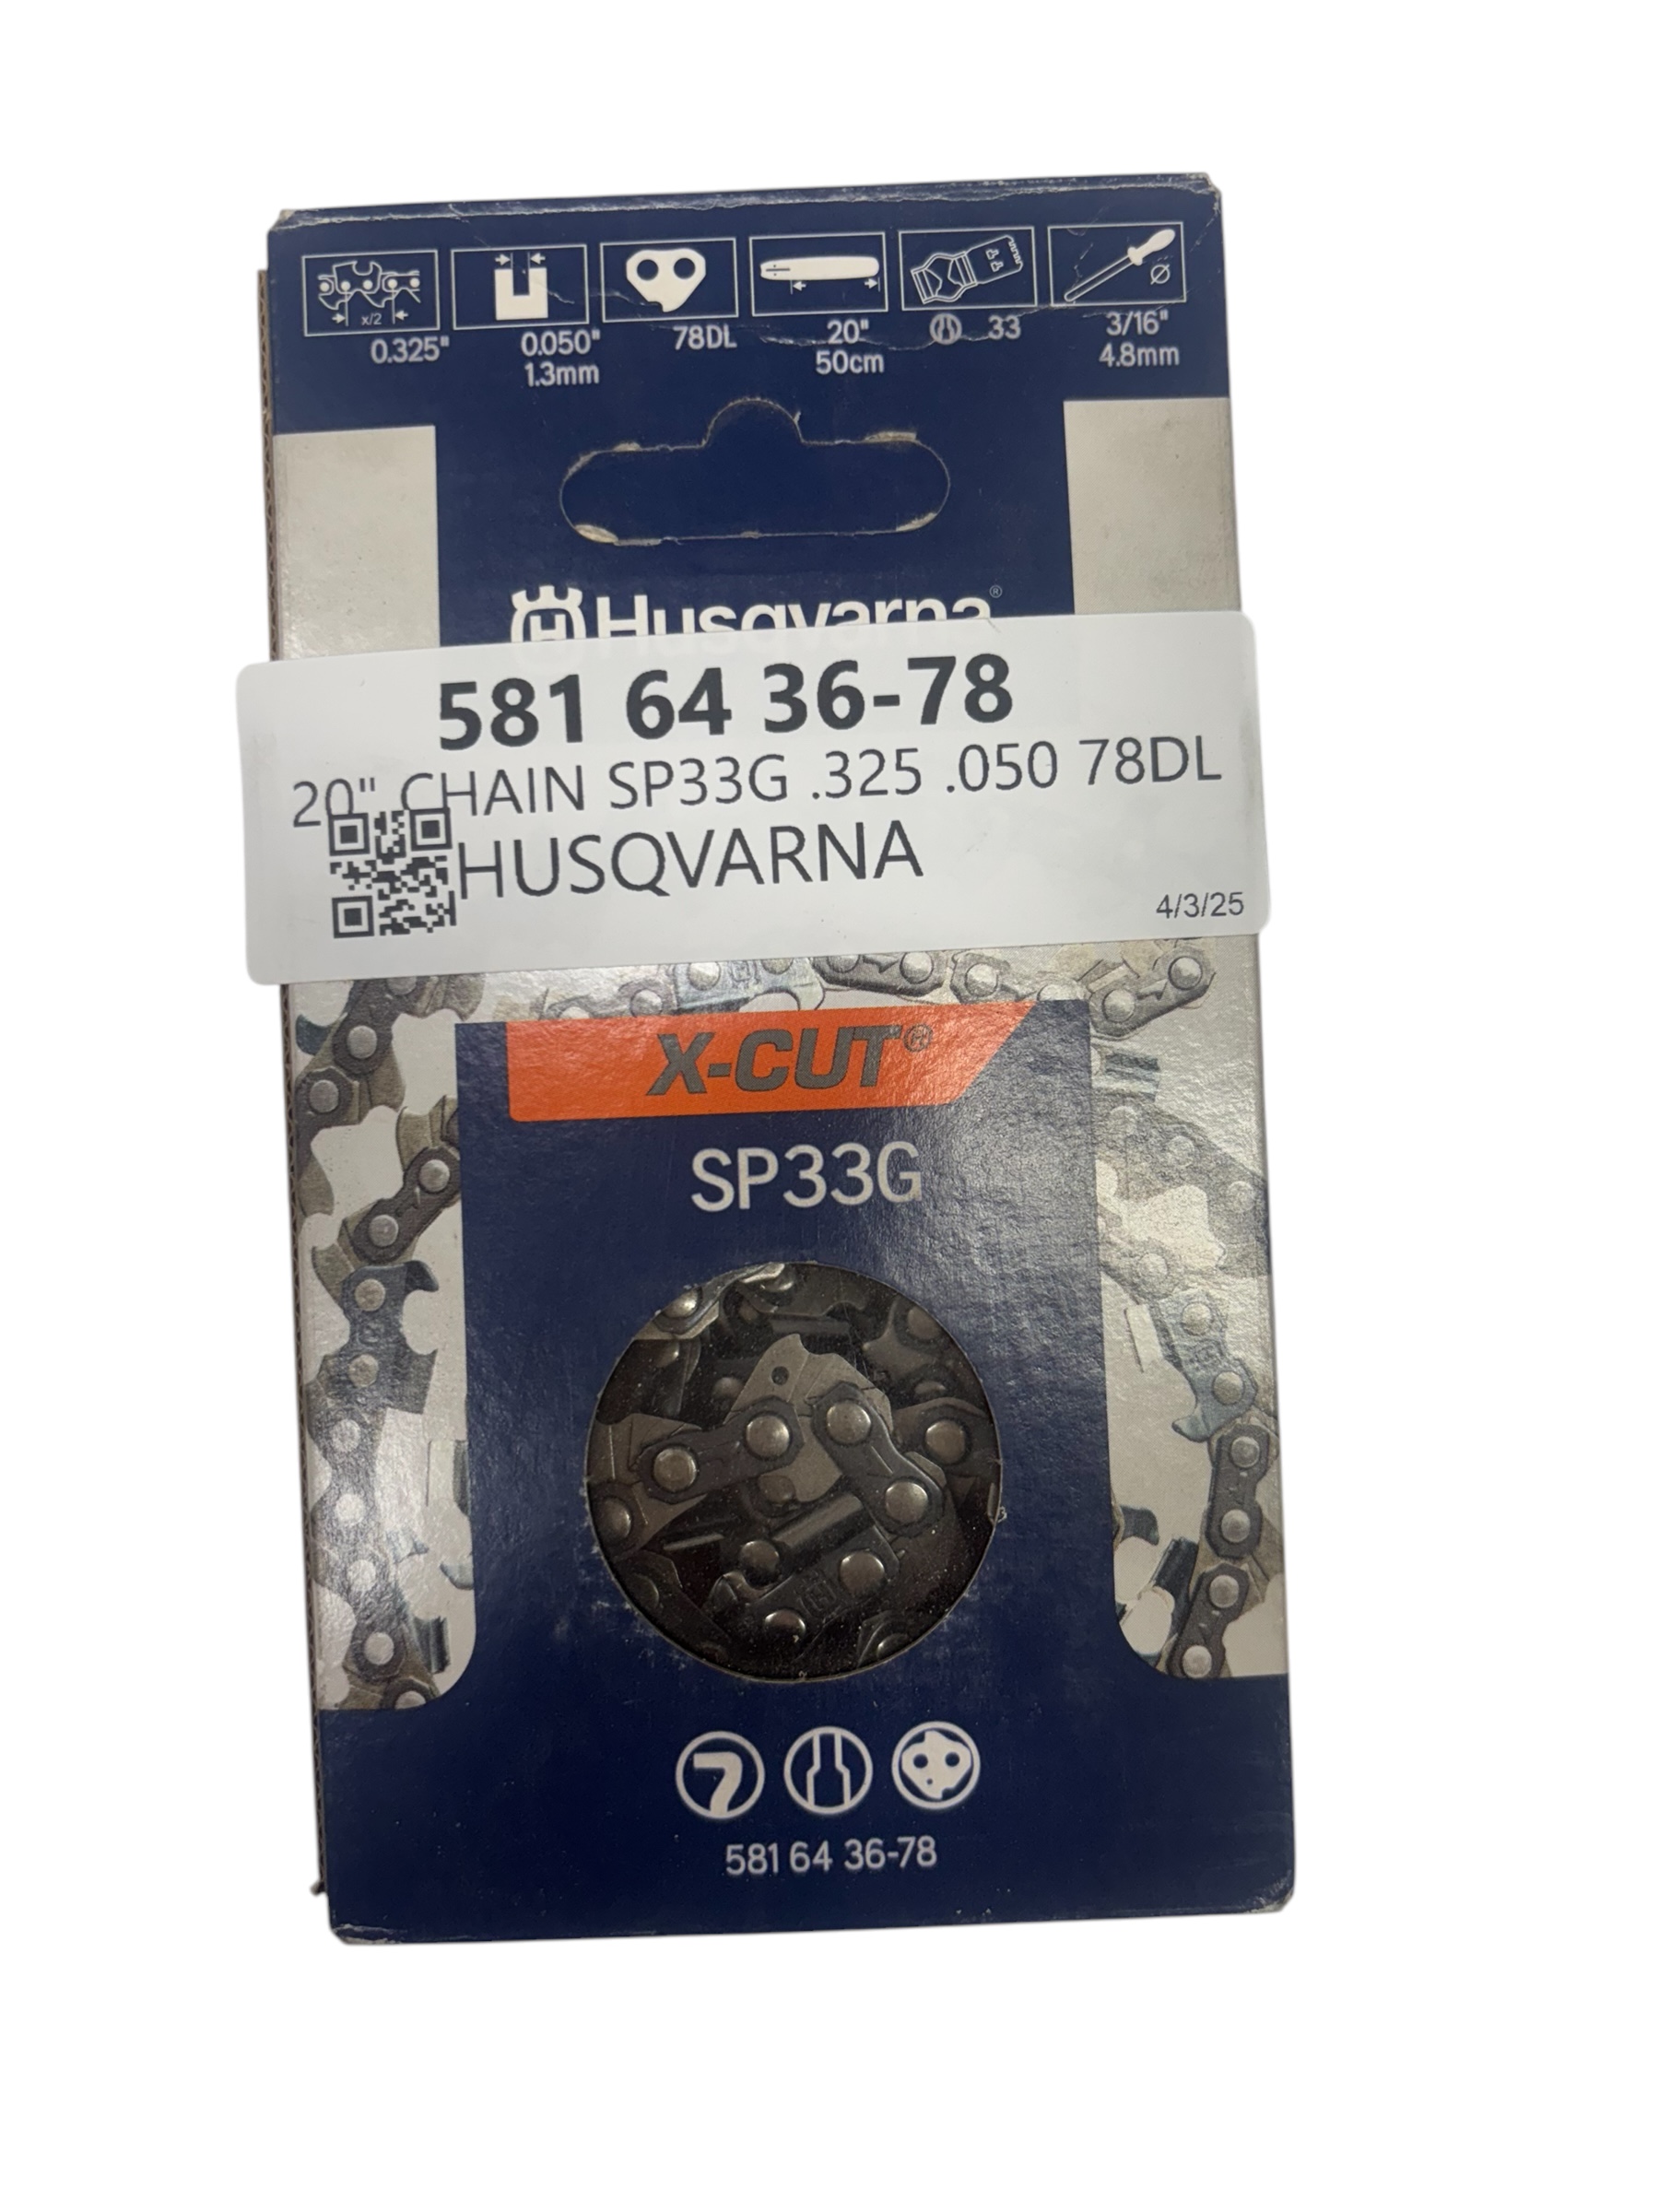 x/2
0.325"
0.050"
1.3mm
78DL
20"
50cm
33
3/16"
4.8mm
Husqvarna®
581 64 36-78
20" CHAIN SP33G .325 .050 78DL
HUSQVARNA
4/3/25
X-CUT®
SP33G
581 64 36-78